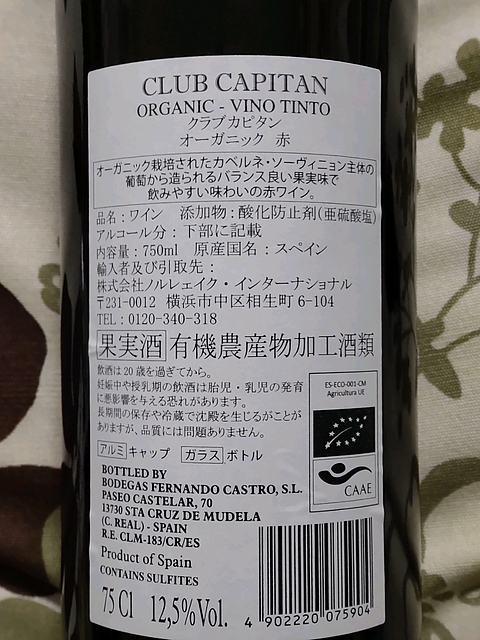 CLUB CAPITAN
ORGANIC - VINO TINTO
クラブカピタン
オーガニック 赤
オーガニック栽培されたカベルネ・ソーヴィニョン主体の
葡萄から造られるバランス良い果実味で
飲みやすい味わいの赤ワイン。
品名：ワイン 添加物：酸化防止剤(亜硫酸塩)
アルコール分：下部に記載
内容量：750ml 原産国名：スペイン
輸入者及び引取先：
株式会社ノルレェイク・インターナショナル
〒231-0012 横浜市中区相生町 6-104
TEL : 0120-340-318
果実酒 有機農産物加工酒類
飲酒は 20 歳を過ぎてから。
妊娠中や授乳期の飲酒は胎児・乳児の発育
に悪影響を与える恐れがあります。
長期間の保存や冷蔵で沈殿を生じるがことが
ありますが、品質には問題ありません。
アルミ キャップ ガラス ボトル
ES-ECO-001-CM
Agricultura UE
CAAE
BOTTLED BY
BODEGAS FERNANDO CASTRO, S.L.
PASEO CASTELAR, 70
13730 STA CRUZ DE MUDELA
(C. REAL) - SPAIN
R.E. CLM-183/CR/ES
Product of Spain
CONTAINS SULFITES
75 Cl 12,5%Vol.
4 902220 075904